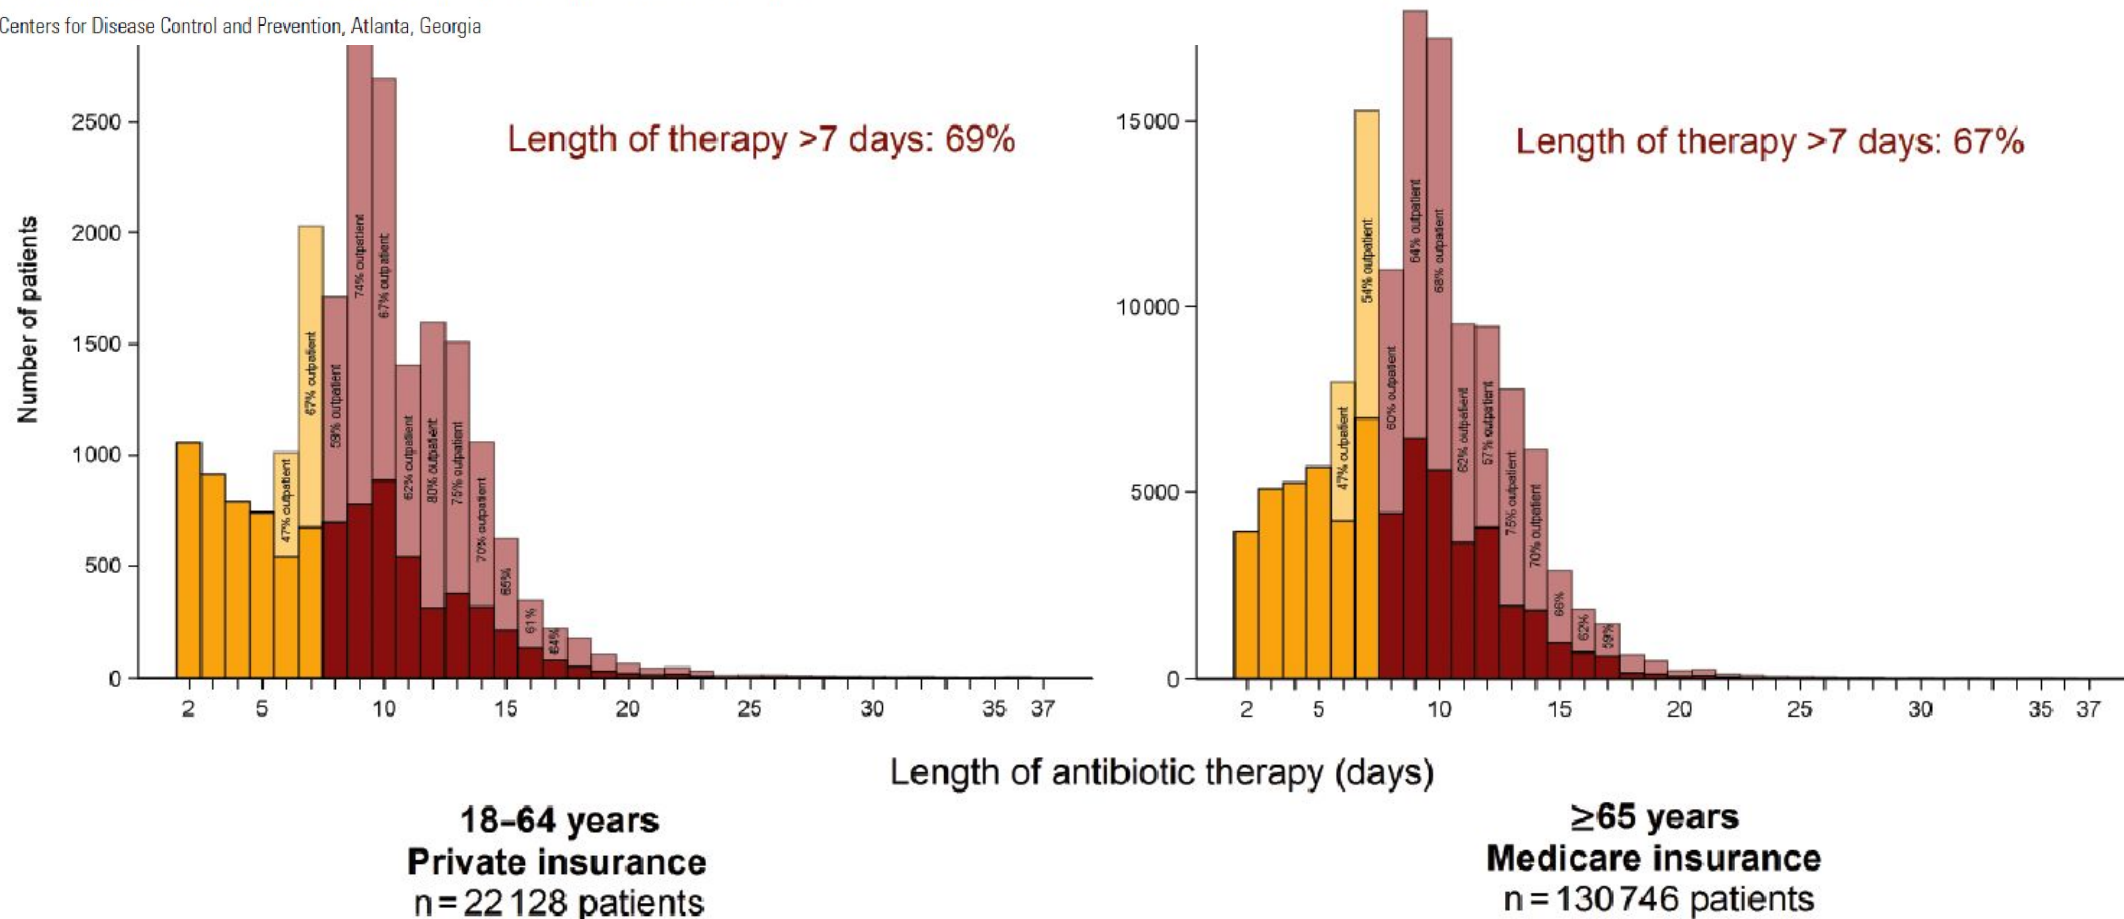 Centers for Disease Control and Prevention, Atlanta, Georgia
Number of patients
2500
2000
1500
1000
500
0
Length of therapy >7 days: 69%
47% outpatient
67% outpatient
59% outpatient
74% outpatient
67% outpatient
62% outpatient
80% outpatient
75% outpatient
70% outpatient
65%
61%
64%
2 5 10 15 20 25 30 35 37
15000
10000
5000
0
Length of therapy >7 days: 67%
47% outpatient
54% outpatient
60% outpatient
64% outpatient
68% outpatient
62% outpatient
57% outpatient
75% outpatient
70% outpatient
66%
62%
59%
2 5 10 15 20 25 30 35 37
Length of antibiotic therapy (days)
18–64 years
Private insurance
n=22 128 patients
≥65 years
Medicare insurance
n=130 746 patients